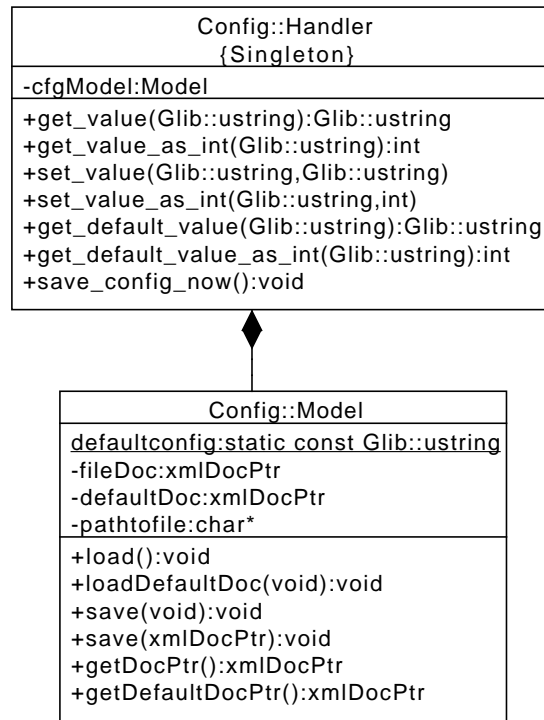 Config::Handler
{Singleton}
-cfgModel:Model
+get_value(Glib::ustring):Glib::ustring
+get_value_as_int(Glib::ustring):int
+set_value(Glib::ustring,Glib::ustring)
+set_value_as_int(Glib::ustring,int)
+get_default_value(Glib::ustring):Glib::ustring
+get_default_value_as_int(Glib::ustring):int
+save_config_now():void
Config::Model
defaultconfig:static const Glib::ustring
-fileDoc:xmlDocPtr
-defaultDoc:xmlDocPtr
-pathtofile:char*
+load():void
+loadDefaultDoc(void):void
+save(void):void
+save(xmlDocPtr):void
+getDocPtr():xmlDocPtr
+getDefaultDocPtr():xmlDocPtr